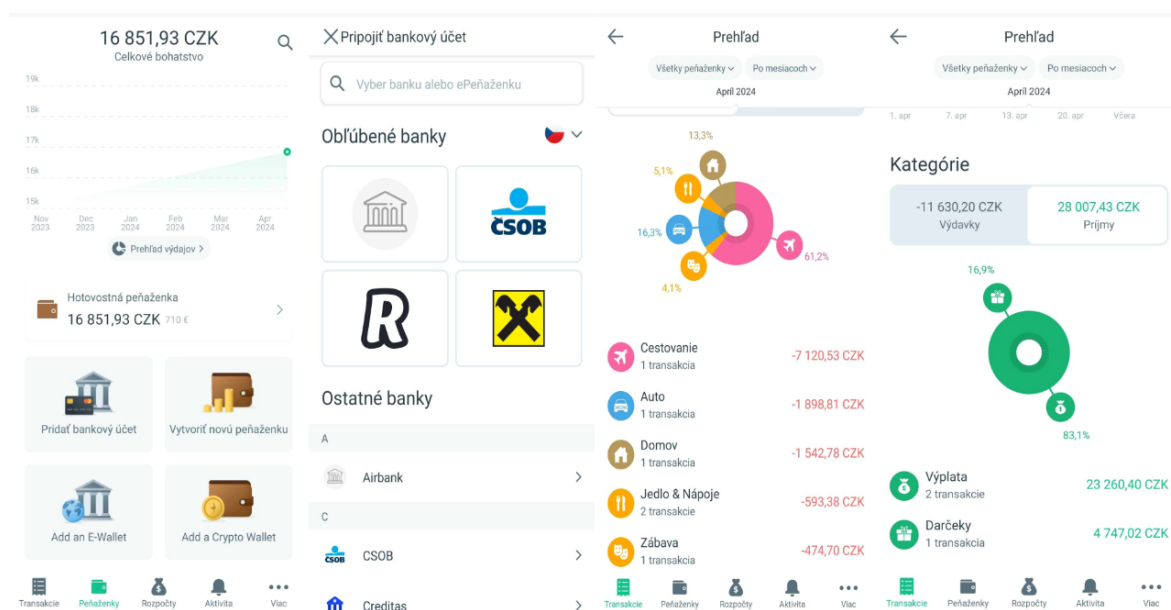 16 851,93 CZK
Celkové bohatstvo
19k
18k
17k
16k
15k
Nov 2023
Dec 2023
Jan 2024
Feb 2024
Mar 2024
Apr 2024
Prehľad výdajov >
Hotovostná peňaženka
16 851,93 CZK 710 €
Pridať bankový účet
Vytvoriť novú peňaženku
Add an E-Wallet
Add a Crypto Wallet
Transakcie
Peňaženky
Rozpočty
Aktivita
Viac
Pripojiť bankový účet
Vyber banku alebo ePeňaženku
Obľúbené banky
ČSOB
R
Ostatné banky
A
Airbank
C
ČSOB
CSOB
Creditas
Prehľad
Všetky peňaženky
Po mesiacoch
Apríl 2024
13,3%
5,1%
16,3%
4,1%
61,2%
Cestovanie
1 transakcia
-7 120,53 CZK
Auto
1 transakcia
-1 898,81 CZK
Domov
1 transakcia
-1 542,78 CZK
Jedlo & Nápoje
2 transakcie
-593,38 CZK
Zábava
1 transakcia
-474,70 CZK
Transakcie
Peňaženky
Rozpočty
Aktivita
Viac
Prehľad
Všetky peňaženky
Po mesiacoch
Apríl 2024
1. apr
7. apr
13. apr
20. apr
Včera
Kategórie
-11 630,20 CZK
Výdavky
28 007,43 CZK
Príjmy
16,9%
83,1%
Výplata
2 transakcie
23 260,40 CZK
Darčeky
1 transakcia
4 747,02 CZK
Transakcie
Peňaženky
Rozpočty
Aktivita
Viac